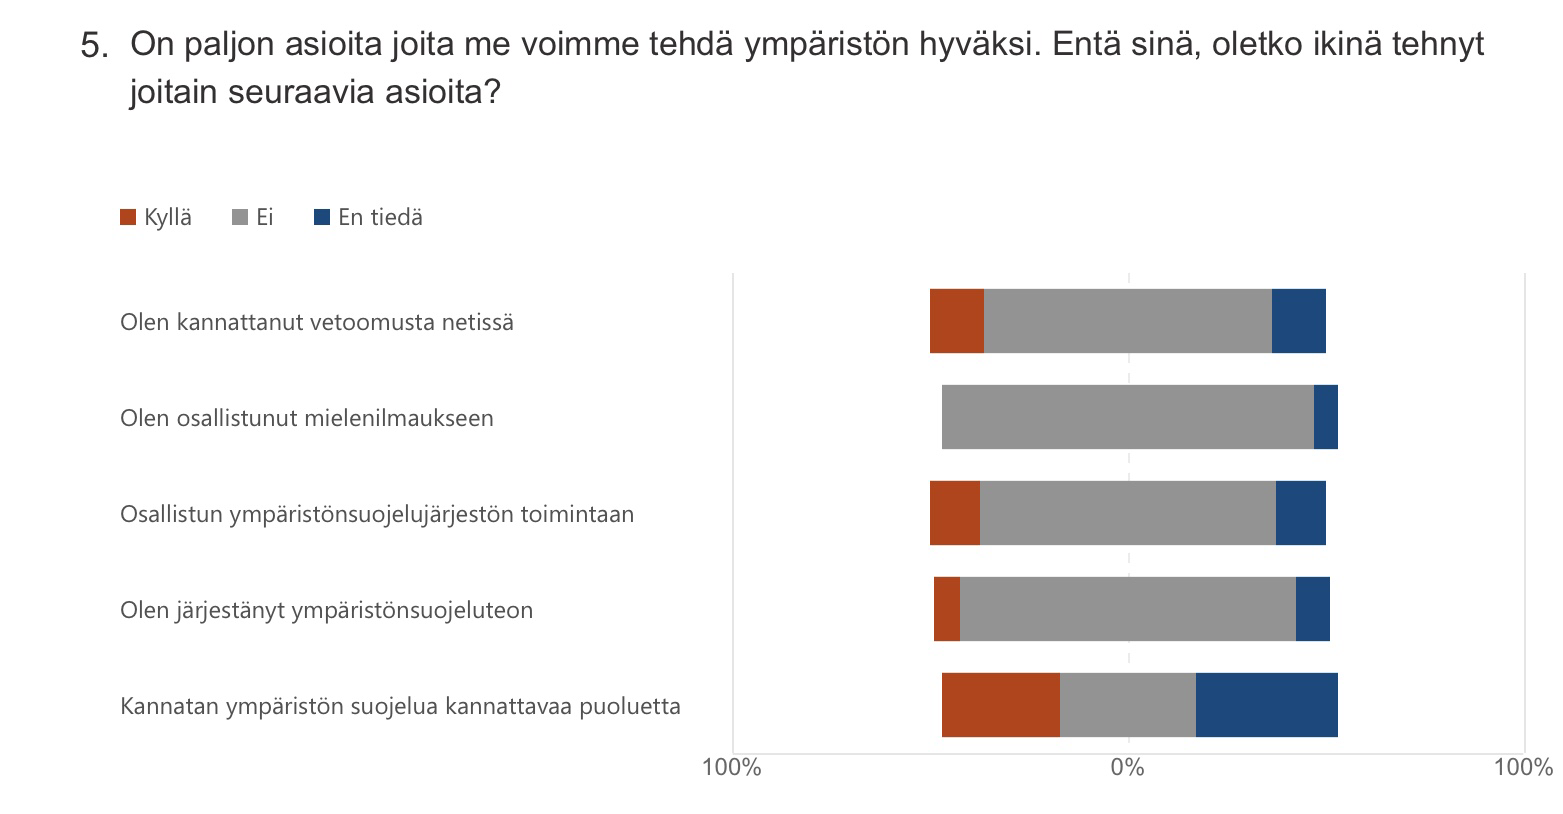 5. On paljon asioita joita me voimme tehdä ympäristön hyväksi. Entä sinä, oletko ikinä tehnyt
joitain seuraavia asioita?
Kyllä Ei En tiedä
Olen kannattanut vetoomusta netissä
Olen osallistunut mielenilmaukseen
Osallistun ympäristönsuojelujärjestön toimintaan
Olen järjestänyt ympäristönsuojeluteon
Kannatan ympäristön suojelua kannattavaa puoluetta
100% 0% 100%